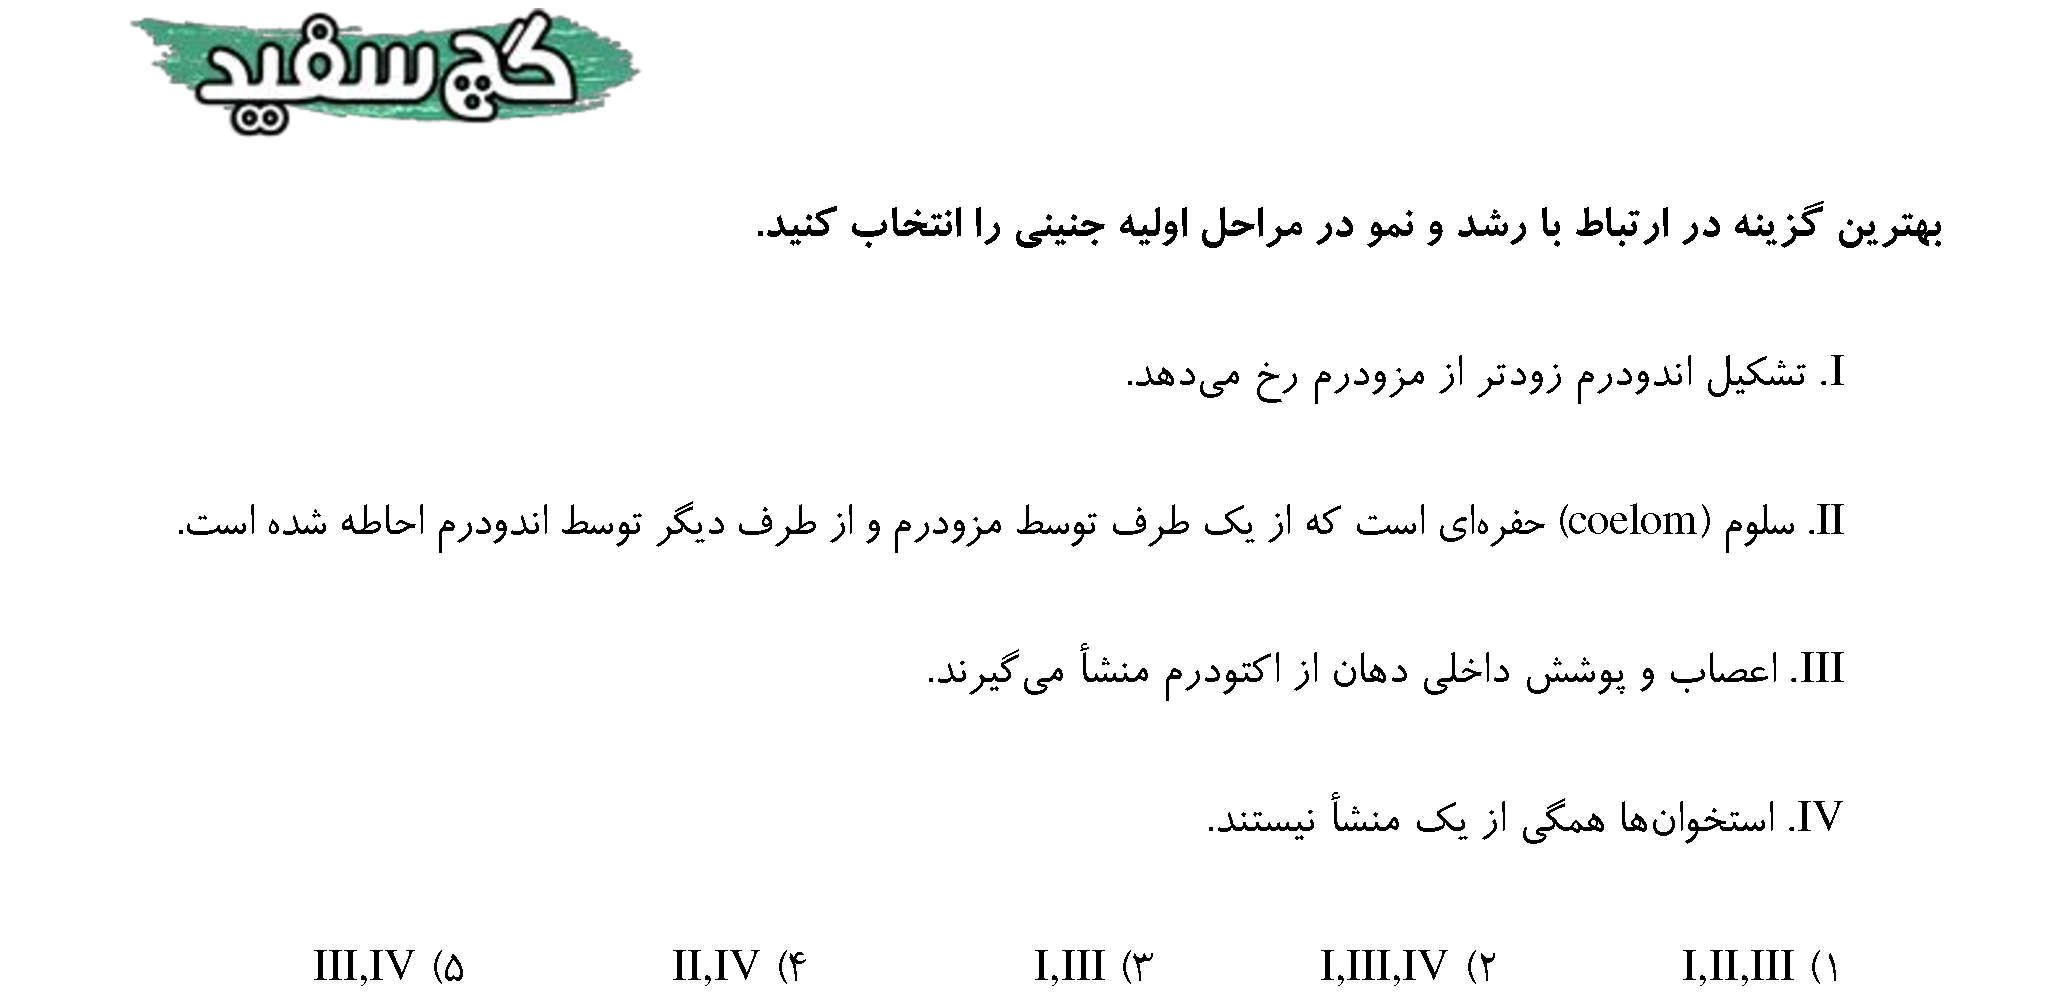 گچ سفید
بهترین گزینه در ارتباط با رشد و نمو در مراحل اولیه جنینی را انتخاب کنید.
I. تشکیل اندودرم زودتر از مزودرم رخ می‌دهد.
II. سلوم (coelom) حفره‌ای است که از یک طرف توسط مزودرم و از طرف دیگر توسط اندودرم احاطه شده است.
III. اعصاب و پوشش داخلی دهان از اکتودرم منشأ می‌گیرند.
IV. استخوان‌ها همگی از یک منشأ نیستند.
۱) I,II,III ۲) I,III,IV ۳) I,III ۴) II,IV ۵) III,IV